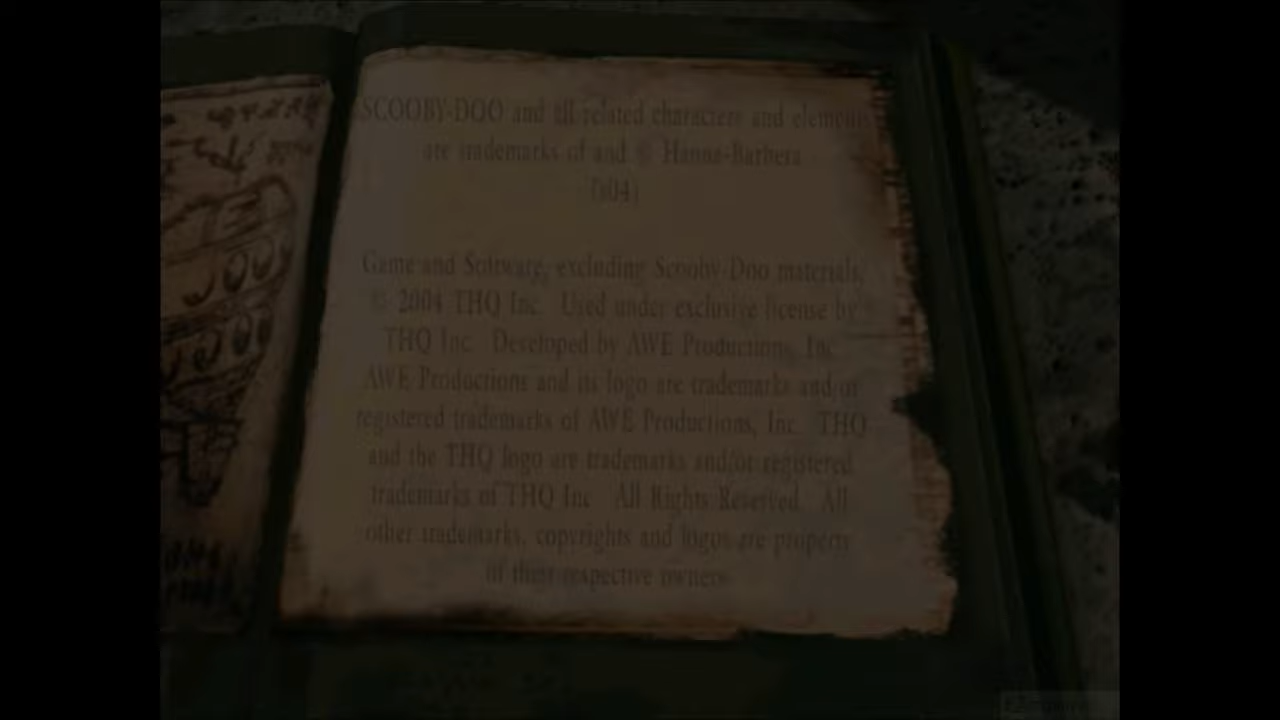 SCOOBY-DOO and all related characters and elements
are trademarks of and © Hanna-Barbera
(s04)
Game and Software, excluding Scooby-Doo materials,
© 2004 THQ Inc. Used under exclusive license by
THQ Inc. Developed by AWE Productions, Inc.
AWE Productions and its logo are trademarks and/or
registered trademarks of AWE Productions, Inc. THQ
and the THQ logo are trademarks and/or registered
trademarks of THQ Inc. All Rights Reserved. All
other trademarks, copyrights and logos are property
of their respective owners.